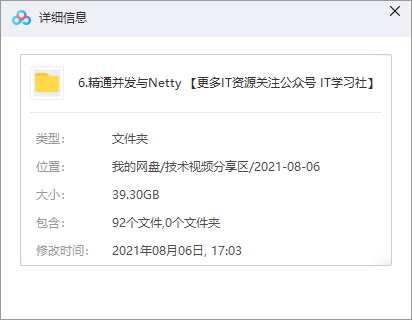 详细信息
6.精通并发与Netty 【更多IT资源关注公众号 IT学习社】
类型: 文件夹
位置: 我的网盘/技术视频分享区/2021-08-06
大小: 39.30GB
包含: 92个文件,0个文件夹
修改时间: 2021年08月06日, 17:03